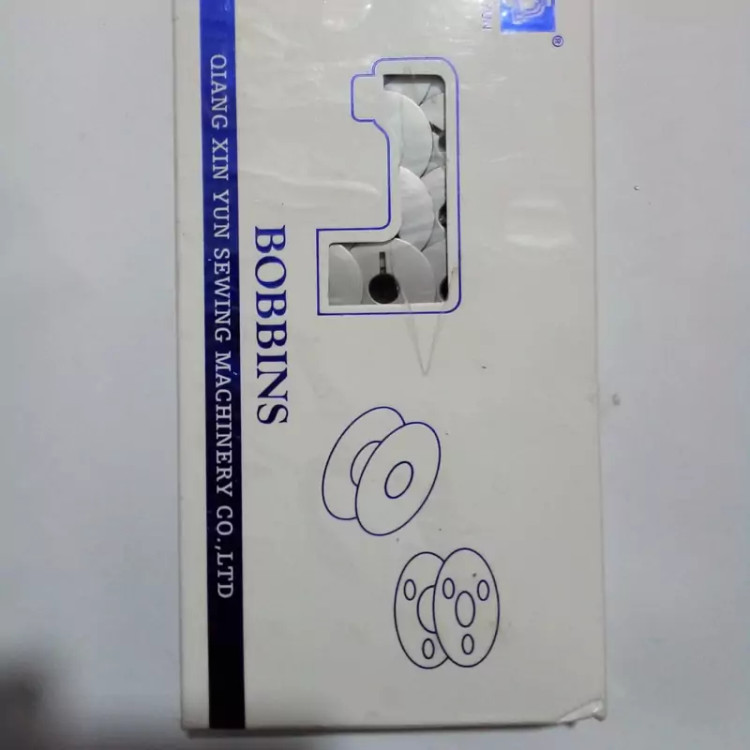 ®
BOBBINS
QIANG XIN YUN SEWING MACHINERY CO.,LTD